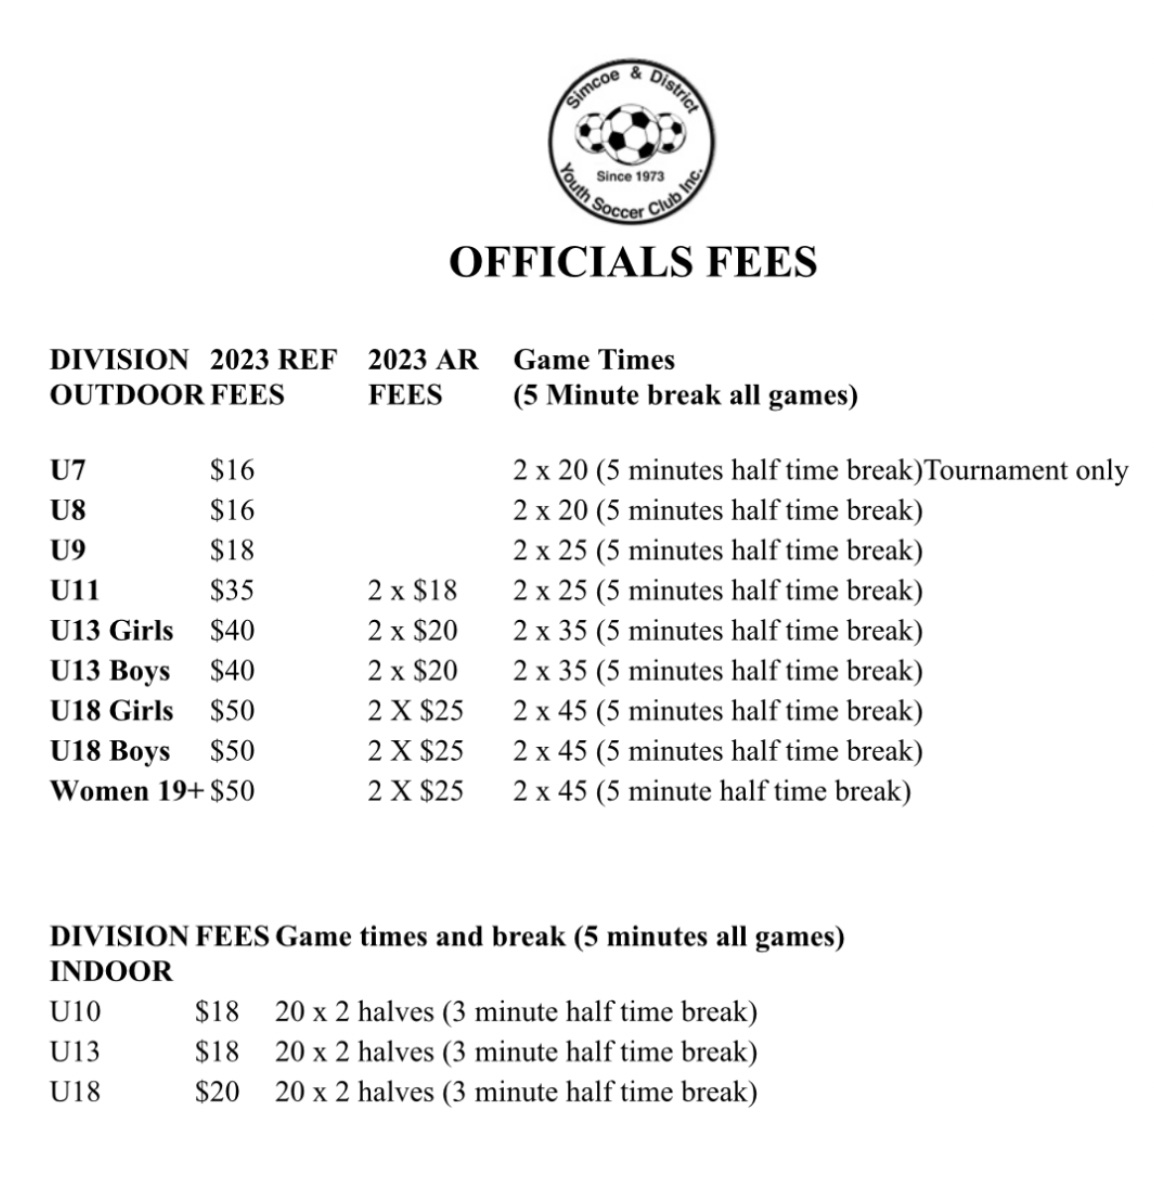 Simcoe & District
Since 1973
Youth Soccer Club Inc.
OFFICIALS FEES
DIVISION 2023 REF 2023 AR Game Times
OUTDOOR FEES FEES (5 Minute break all games)
U7 $16 2 x 20 (5 minutes half time break)Tournament only
U8 $16 2 x 20 (5 minutes half time break)
U9 $18 2 x 25 (5 minutes half time break)
U11 $35 2 x $18 2 x 25 (5 minutes half time break)
U13 Girls $40 2 x $20 2 x 35 (5 minutes half time break)
U13 Boys $40 2 x $20 2 x 35 (5 minutes half time break)
U18 Girls $50 2 X $25 2 x 45 (5 minutes half time break)
U18 Boys $50 2 X $25 2 x 45 (5 minutes half time break)
Women 19+ $50 2 X $25 2 x 45 (5 minute half time break)
DIVISION FEES Game times and break (5 minutes all games)
INDOOR
U10 $18 20 x 2 halves (3 minute half time break)
U13 $18 20 x 2 halves (3 minute half time break)
U18 $20 20 x 2 halves (3 minute half time break)